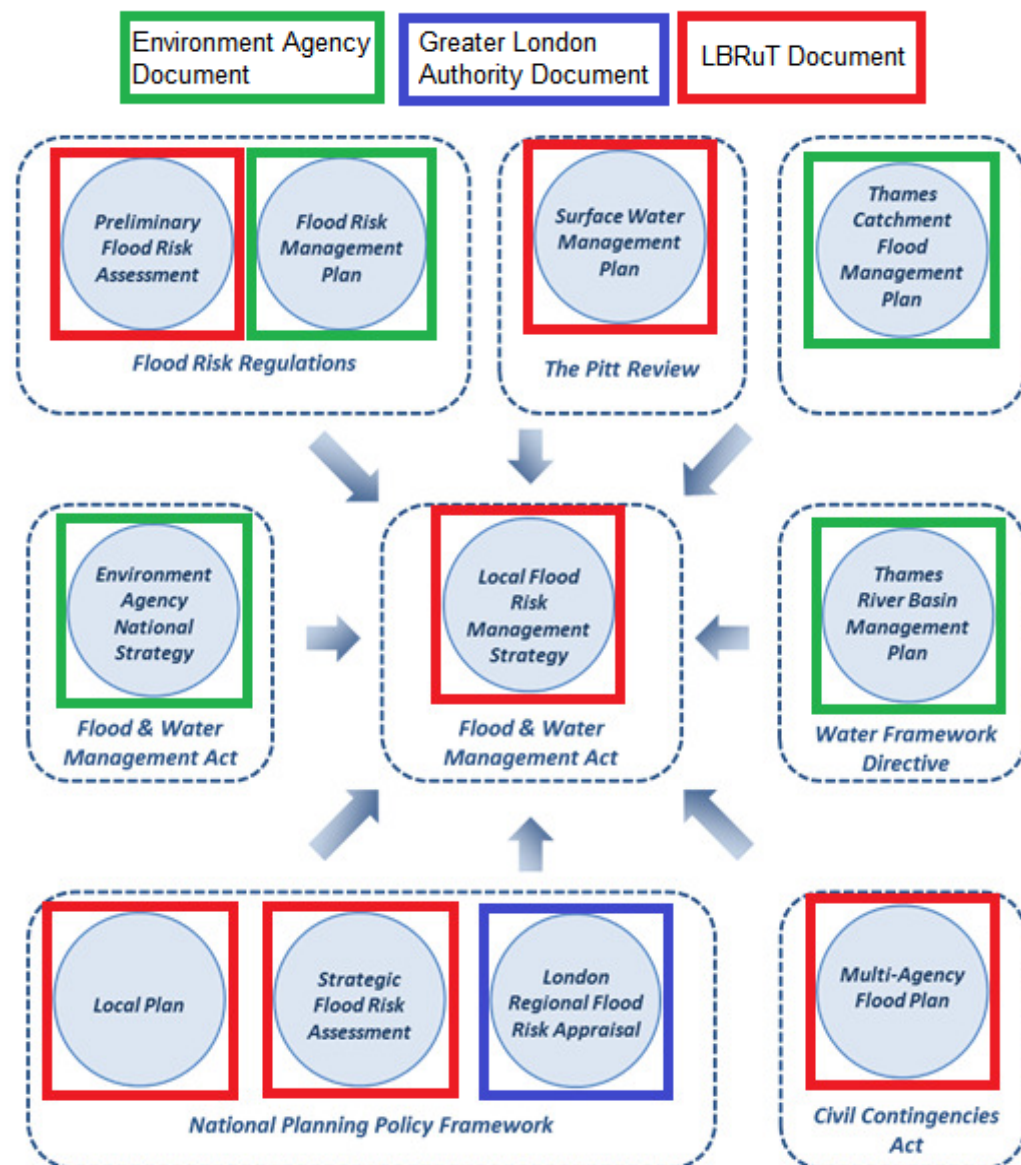 Environment Agency
Document
Greater London
Authority Document
LBRuT Document
Preliminary
Flood Risk
Assessment
Flood Risk
Management
Plan
Flood Risk Regulations
Surface Water
Management
Plan
The Pitt Review
Thames
Catchment
Flood
Management
Plan
Environment
Agency
National
Strategy
Flood & Water
Management Act
Local Flood
Risk
Management
Strategy
Flood & Water
Management Act
Thames
River Basin
Management
Plan
Water Framework
Directive
Local Plan
Strategic
Flood Risk
Assessment
London
Regional Flood
Risk Appraisal
National Planning Policy Framework
Multi-Agency
Flood Plan
Civil Contingencies
Act